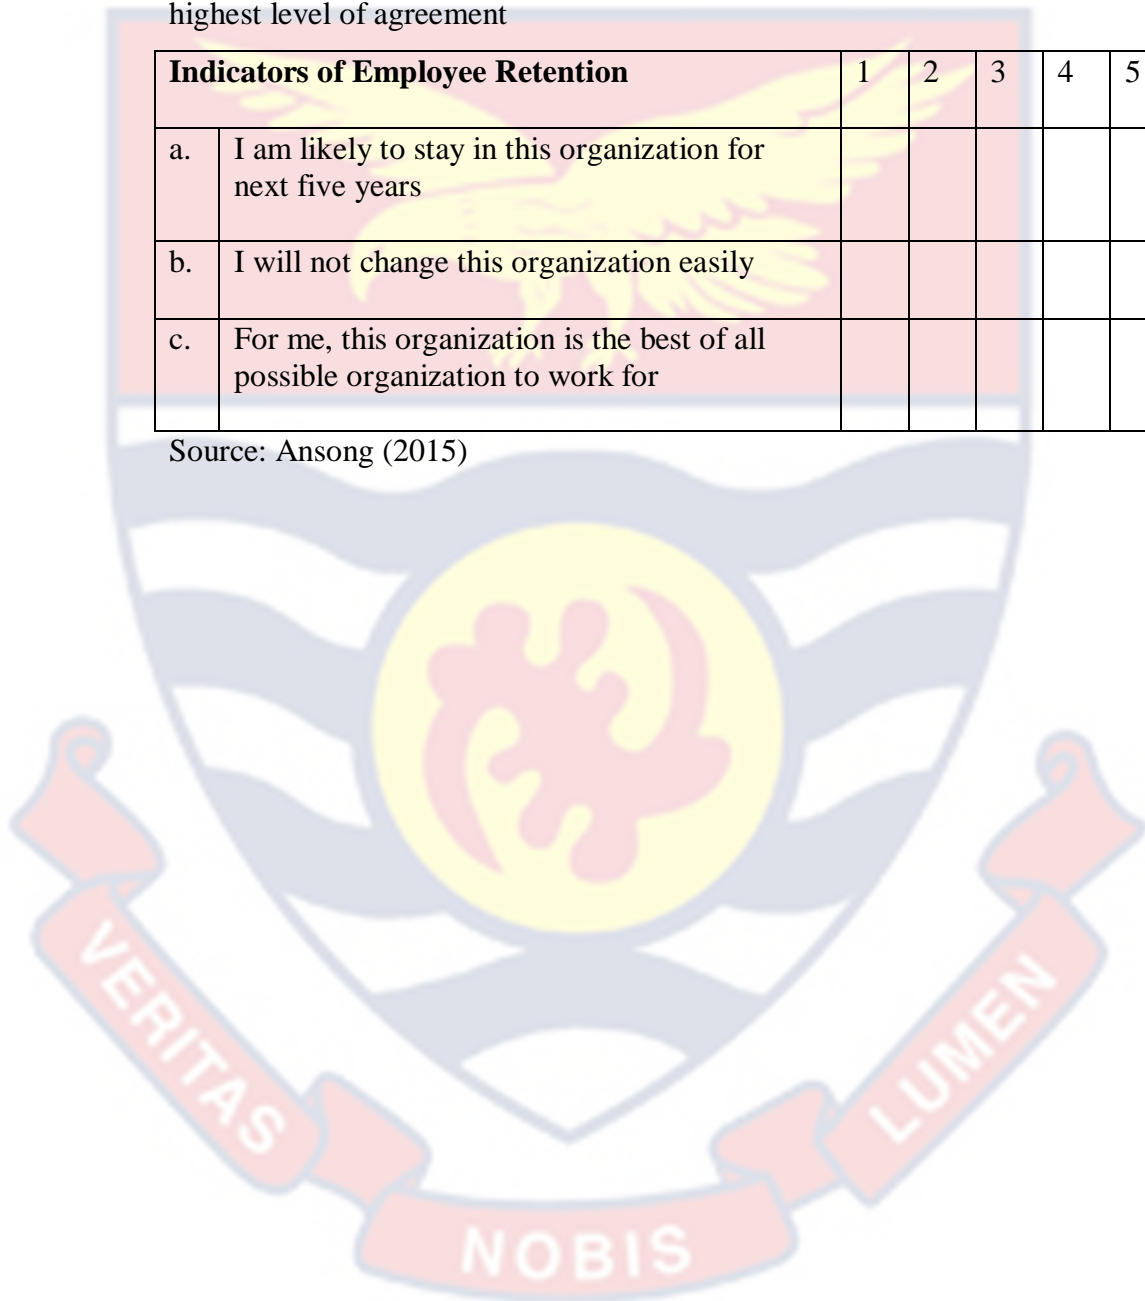 highest level of agreement
Indicators of Employee Retention 1 2 3 4 5
a. I am likely to stay in this organization for
next five years
b. I will not change this organization easily
c. For me, this organization is the best of all
possible organization to work for
Source: Ansong (2015)
VERITAS
NOBIS
LUMEN